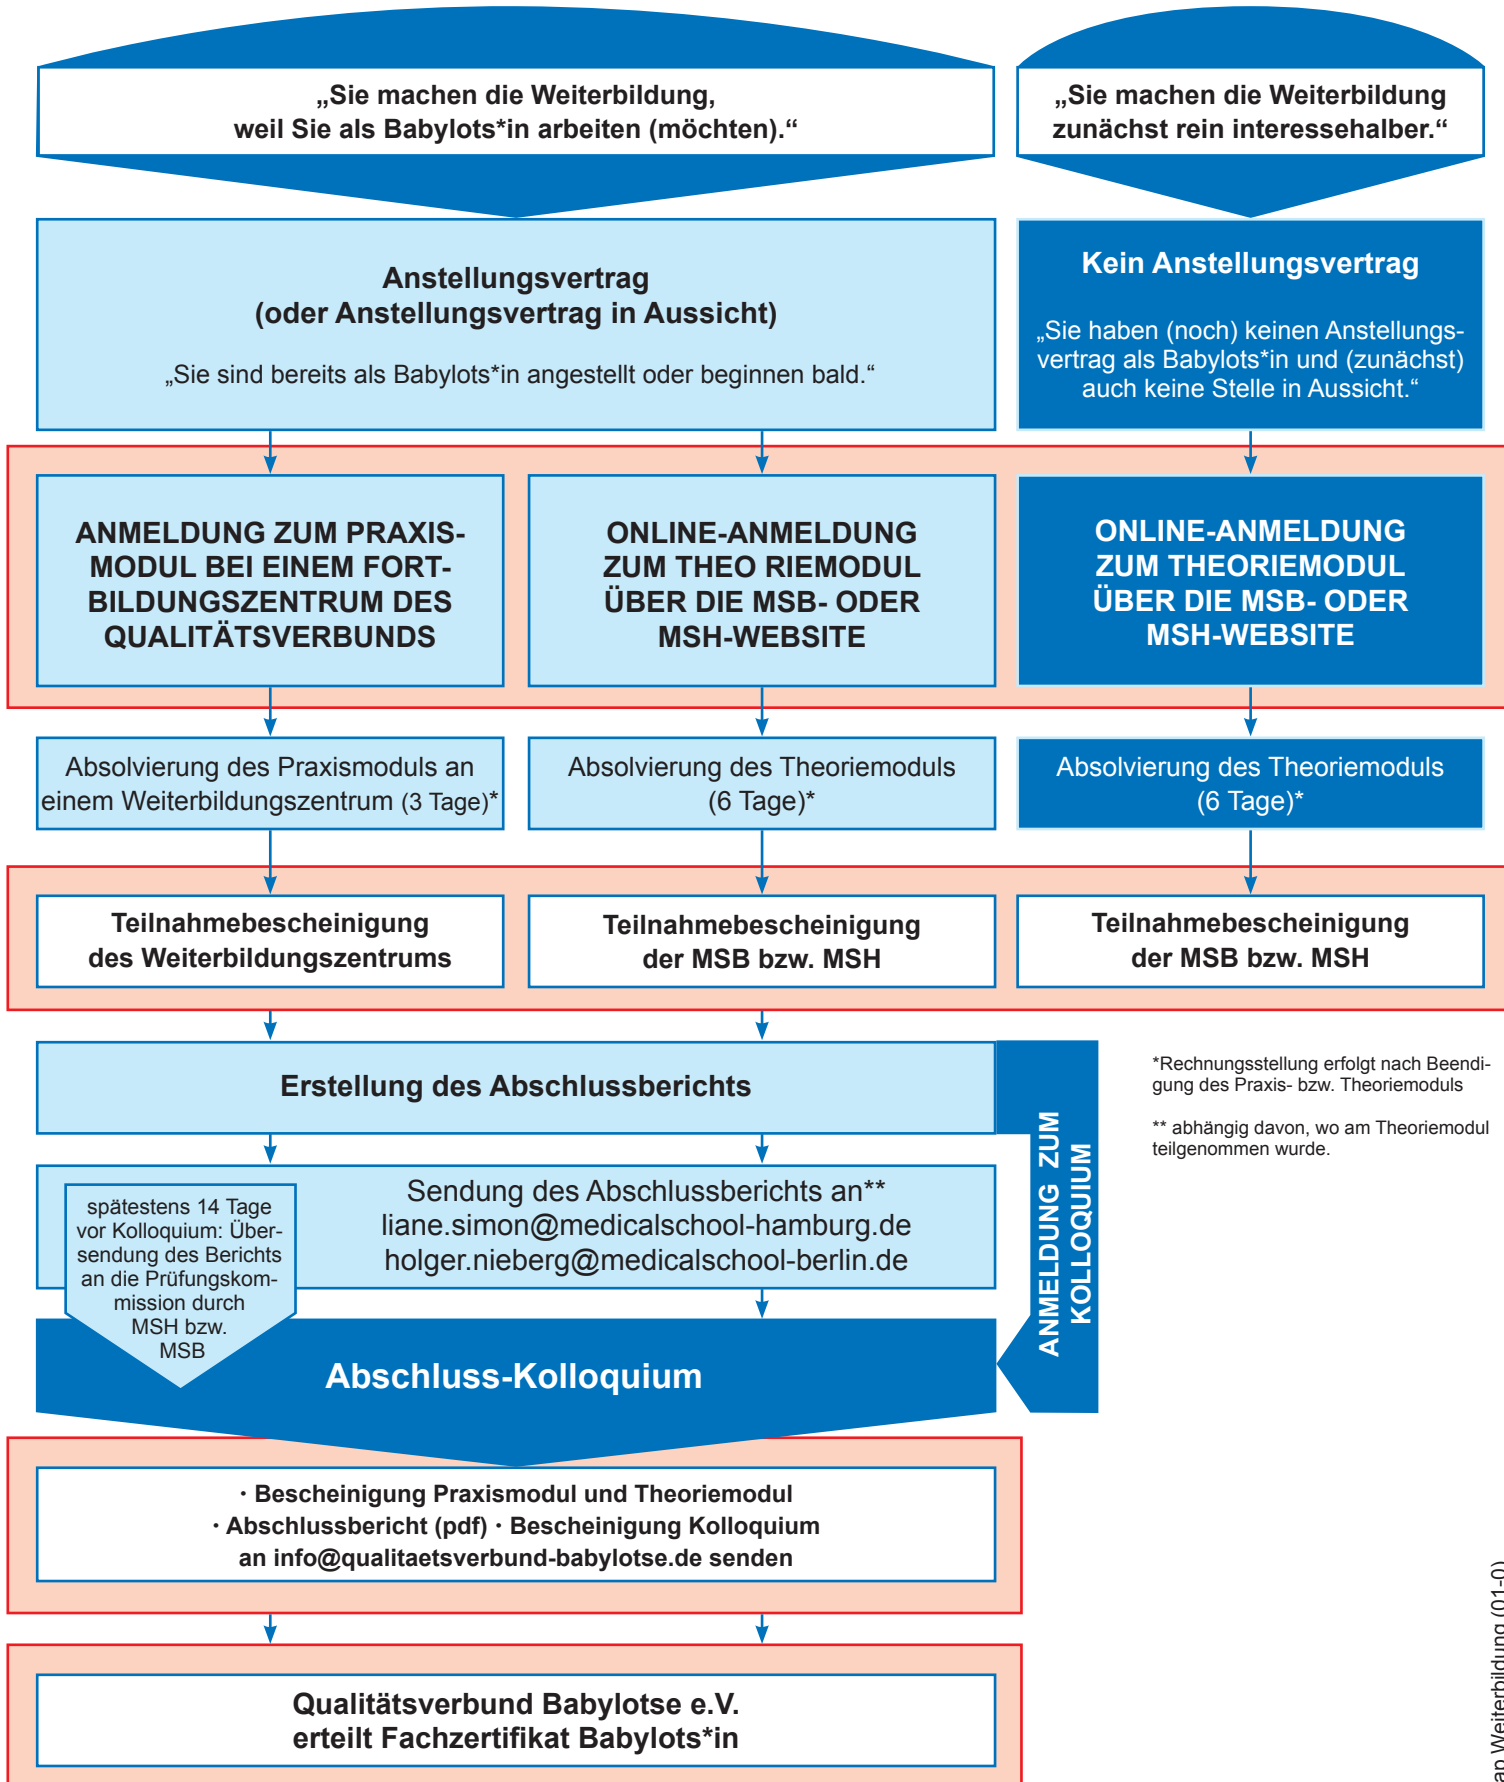 „Sie machen die Weiterbildung,
weil Sie als Babylots*in arbeiten (möchten).“
„Sie machen die Weiterbildung
zunächst rein interessehalber.“
Anstellungsvertrag
(oder Anstellungsvertrag in Aussicht)
„Sie sind bereits als Babylots*in angestellt oder beginnen bald.“
Kein Anstellungsvertrag
„Sie haben (noch) keinen Anstellungs-
vertrag als Babylots*in und (zunächst)
auch keine Stelle in Aussicht.“
ANMELDUNG ZUM PRAXIS-
MODUL BEI EINEM FORT-
BILDUNGSZENTRUM DES
QUALITÄTSVERBUNDS
ONLINE-ANMELDUNG
ZUM THEO RIEMODUL
ÜBER DIE MSB- ODER
MSH-WEBSITE
ONLINE-ANMELDUNG
ZUM THEORIEMODUL
ÜBER DIE MSB- ODER
MSH-WEBSITE
Absolvierung des Praxismoduls an
einem Weiterbildungszentrum (3 Tage)*
Absolvierung des Theoriemoduls
(6 Tage)*
Absolvierung des Theoriemoduls
(6 Tage)*
Teilnahmebescheinigung
des Weiterbildungszentrums
Teilnahmebescheinigung
der MSB bzw. MSH
Teilnahmebescheinigung
der MSB bzw. MSH
Erstellung des Abschlussberichts
ANMELDUNG ZUM
KOLLOQUIUM
*Rechnungsstellung erfolgt nach Beendi-
gung des Praxis- bzw. Theoriemoduls
** abhängig davon, wo am Theoriemodul
teilgenommen wurde.
spätestens 14 Tage
vor Kolloquium: Über-
sendung des Berichts
an die Prüfungskom-
mission durch
MSH bzw.
MSB
Sendung des Abschlussberichts an**
liane.simon@medicalschool-hamburg.de
holger.nieberg@medicalschool-berlin.de
Abschluss-Kolloquium
· Bescheinigung Praxismodul und Theoriemodul
· Abschlussbericht (pdf) · Bescheinigung Kolloquium
an info@qualitaetsverbund-babylotse.de senden
Qualitätsverbund Babylotse e.V.
erteilt Fachzertifikat Babylots*in
Weiterbildung (01-0)